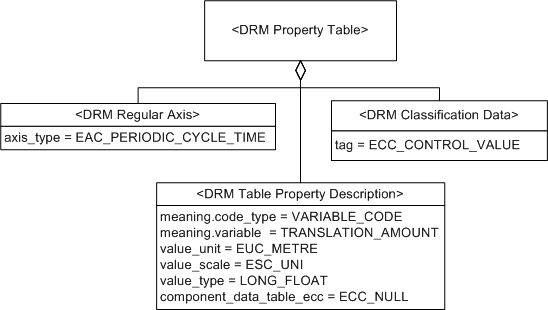 <DRM Property Table>
<DRM Regular Axis>
axis_type = EAC_PERIODIC_CYCLE_TIME
<DRM Classification Data>
tag = ECC_CONTROL_VALUE
<DRM Table Property Description>
meaning.code_type = VARIABLE_CODE
meaning.variable = TRANSLATION_AMOUNT
value_unit = EUC_METRE
value_scale = ESC_UNI
value_type = LONG_FLOAT
component_data_table_ecc = ECC_NULL